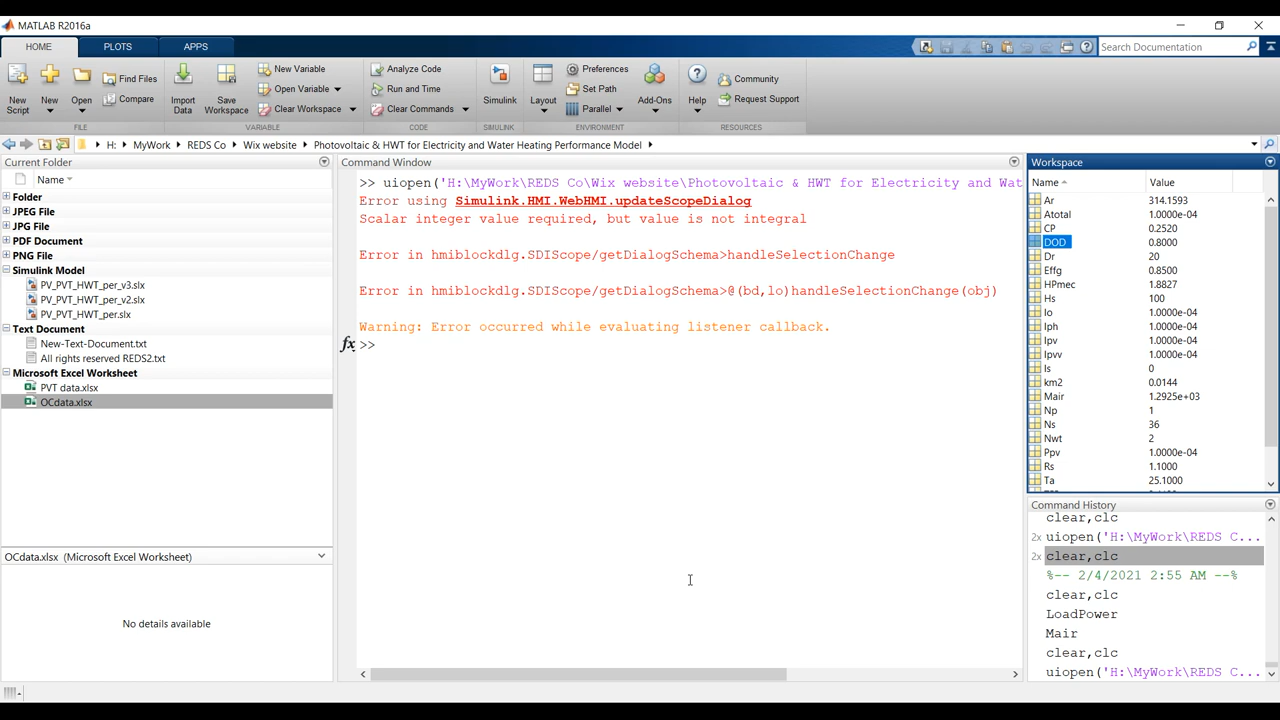 MATLAB R2016a
HOME
PLOTS
APPS
Search Documentation
New Script
New
Open
Find Files
Compare
FILE
Import Data
Save Workspace
New Variable
Open Variable
Clear Workspace
VARIABLE
Analyze Code
Run and Time
Clear Commands
CODE
Simulink
SIMULINK
Layout
Preferences
Set Path
Parallel
ENVIRONMENT
Add-Ons
Help
Community
Request Support
RESOURCES
H: MyWork REDS Co Wix website Photovoltaic & HWT for Electricity and Water Heating Performance Model
Current Folder
Name
Folder
JPEG File
JPG File
PDF Document
PNG File
Simulink Model
PV_PVT_HWT_per_v3.slx
PV_PVT_HWT_per_v2.slx
PV_PVT_HWT_per.slx
Text Document
New-Text-Document.txt
All rights reserved REDS2.txt
Microsoft Excel Worksheet
PVT data.xlsx
OCdata.xlsx
OCdata.xlsx (Microsoft Excel Worksheet)
No details available
Command Window
>> uiopen('H:\MyWork\REDS Co\Wix website\Photovoltaic & HWT for Electricity and Wat
Error using Simulink.HMI.WebHMI.updateScopeDialog
Scalar integer value required, but value is not integral
Error in hmiblockdlg.SDIScope/getDialogSchema>handleSelectionChange
Error in hmiblockdlg.SDIScope/getDialogSchema>@(bd,lo)handleSelectionChange(obj)
Warning: Error occurred while evaluating listener callback.
fx >>
Workspace
Name Value
Ar 314.1593
Atotal 1.0000e-04
CP 0.2520
DOD 0.8000
Dr 20
Effg 0.8500
HPmec 1.8827
Hs 100
Io 1.0000e-04
Iph 1.0000e-04
Ipv 1.0000e-04
Ipvv 1.0000e-04
Is 0
km2 0.0144
Mair 1.2925e+03
Np 1
Ns 36
Nwt 2
Ppv 1.0000e-04
Rs 1.1000
Ta 25.1000
Command History
clear,clc
2x uiopen('H:\MyWork\REDS C...
2x clear,clc
%-- 2/4/2021 2:55 AM --%
clear,clc
LoadPower
Mair
clear,clc
uiopen('H:\MyWork\REDS C...